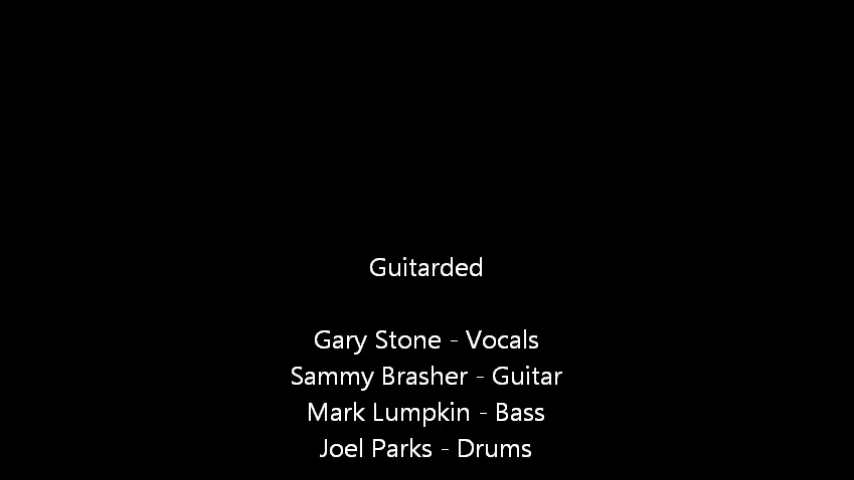 Guitarded
Gary Stone - Vocals
Sammy Brasher - Guitar
Mark Lumpkin - Bass
Joel Parks - Drums